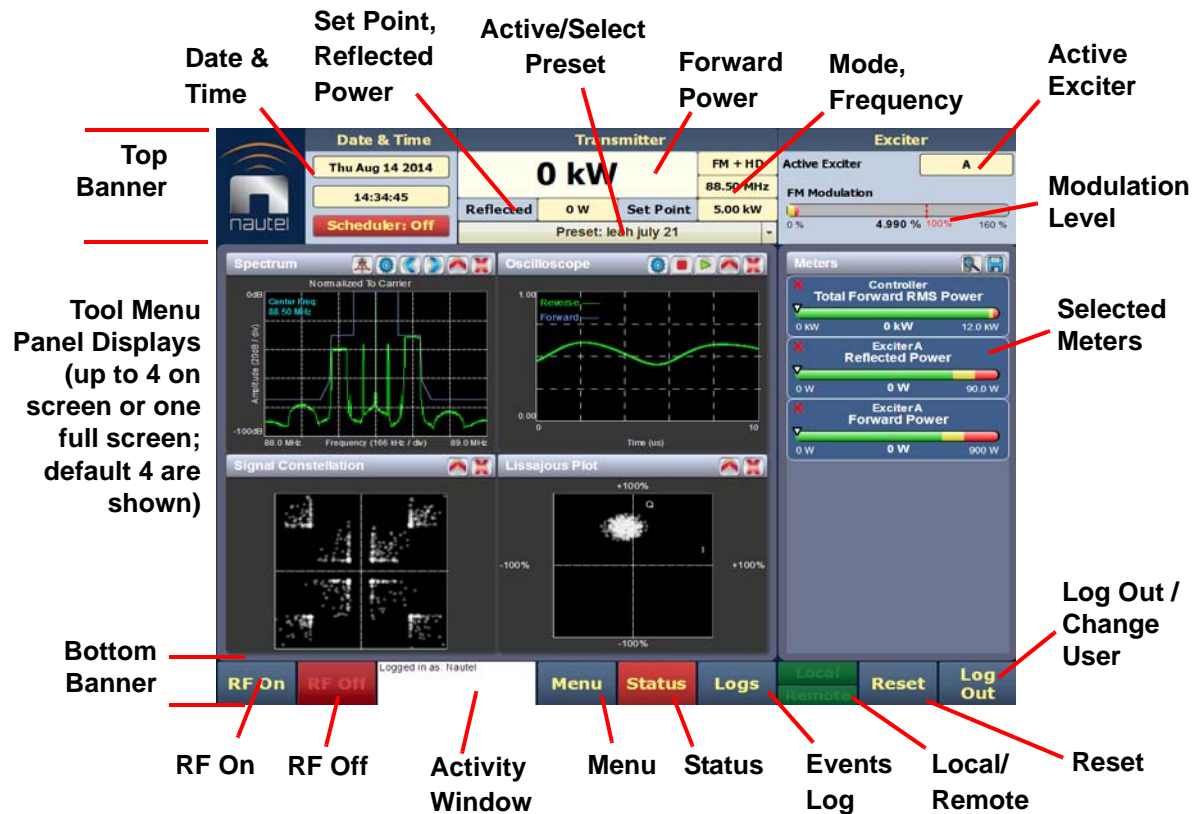 Date &
Time
Set Point,
Reflected
Power
Active/Select
Preset
Forward
Power
Mode,
Frequency
Active
Exciter
Top
Banner
nautel
Date & Time
Thu Aug 14 2014
14:34:45
Scheduler: Off
Transmitter
0 kW
FM + HD
88.50 MHz
Reflected
0 W
Set Point
5.00 kW
Preset: leah july 21
Exciter
Active Exciter
A
FM Modulation
0 %
4.990 %
100%
160 %
Modulation
Level
Tool Menu
Panel Displays
(up to 4 on
screen or one
full screen;
default 4 are
shown)
Spectrum
Normalized To Carrier
0dB
Center Freq:
88.50 MHz
Amplitude (20dB / div)
-100dB
88.0 MHz
Frequency (166 kHz / div)
89.0 MHz
Oscilloscope
1.00
Reverse
Forward
0.00
0
Time (us)
10
Meters
Controller
Total Forward RMS Power
0 kW
0 kW
12.0 kW
Exciter A
Reflected Power
0 W
0 W
90.0 W
Exciter A
Forward Power
0 W
0 W
900 W
Selected
Meters
Signal Constellation
Lissajous Plot
+100%
Q
I
-100%
+100%
-100%
Bottom
Banner
Log Out /
Change
User
RF On
RF Off
Logged in as: Nautel
Menu
Status
Logs
Local
Remote
Reset
Log
Out
RF On
RF Off
Activity
Window
Menu
Status
Events
Log
Local/
Remote
Reset